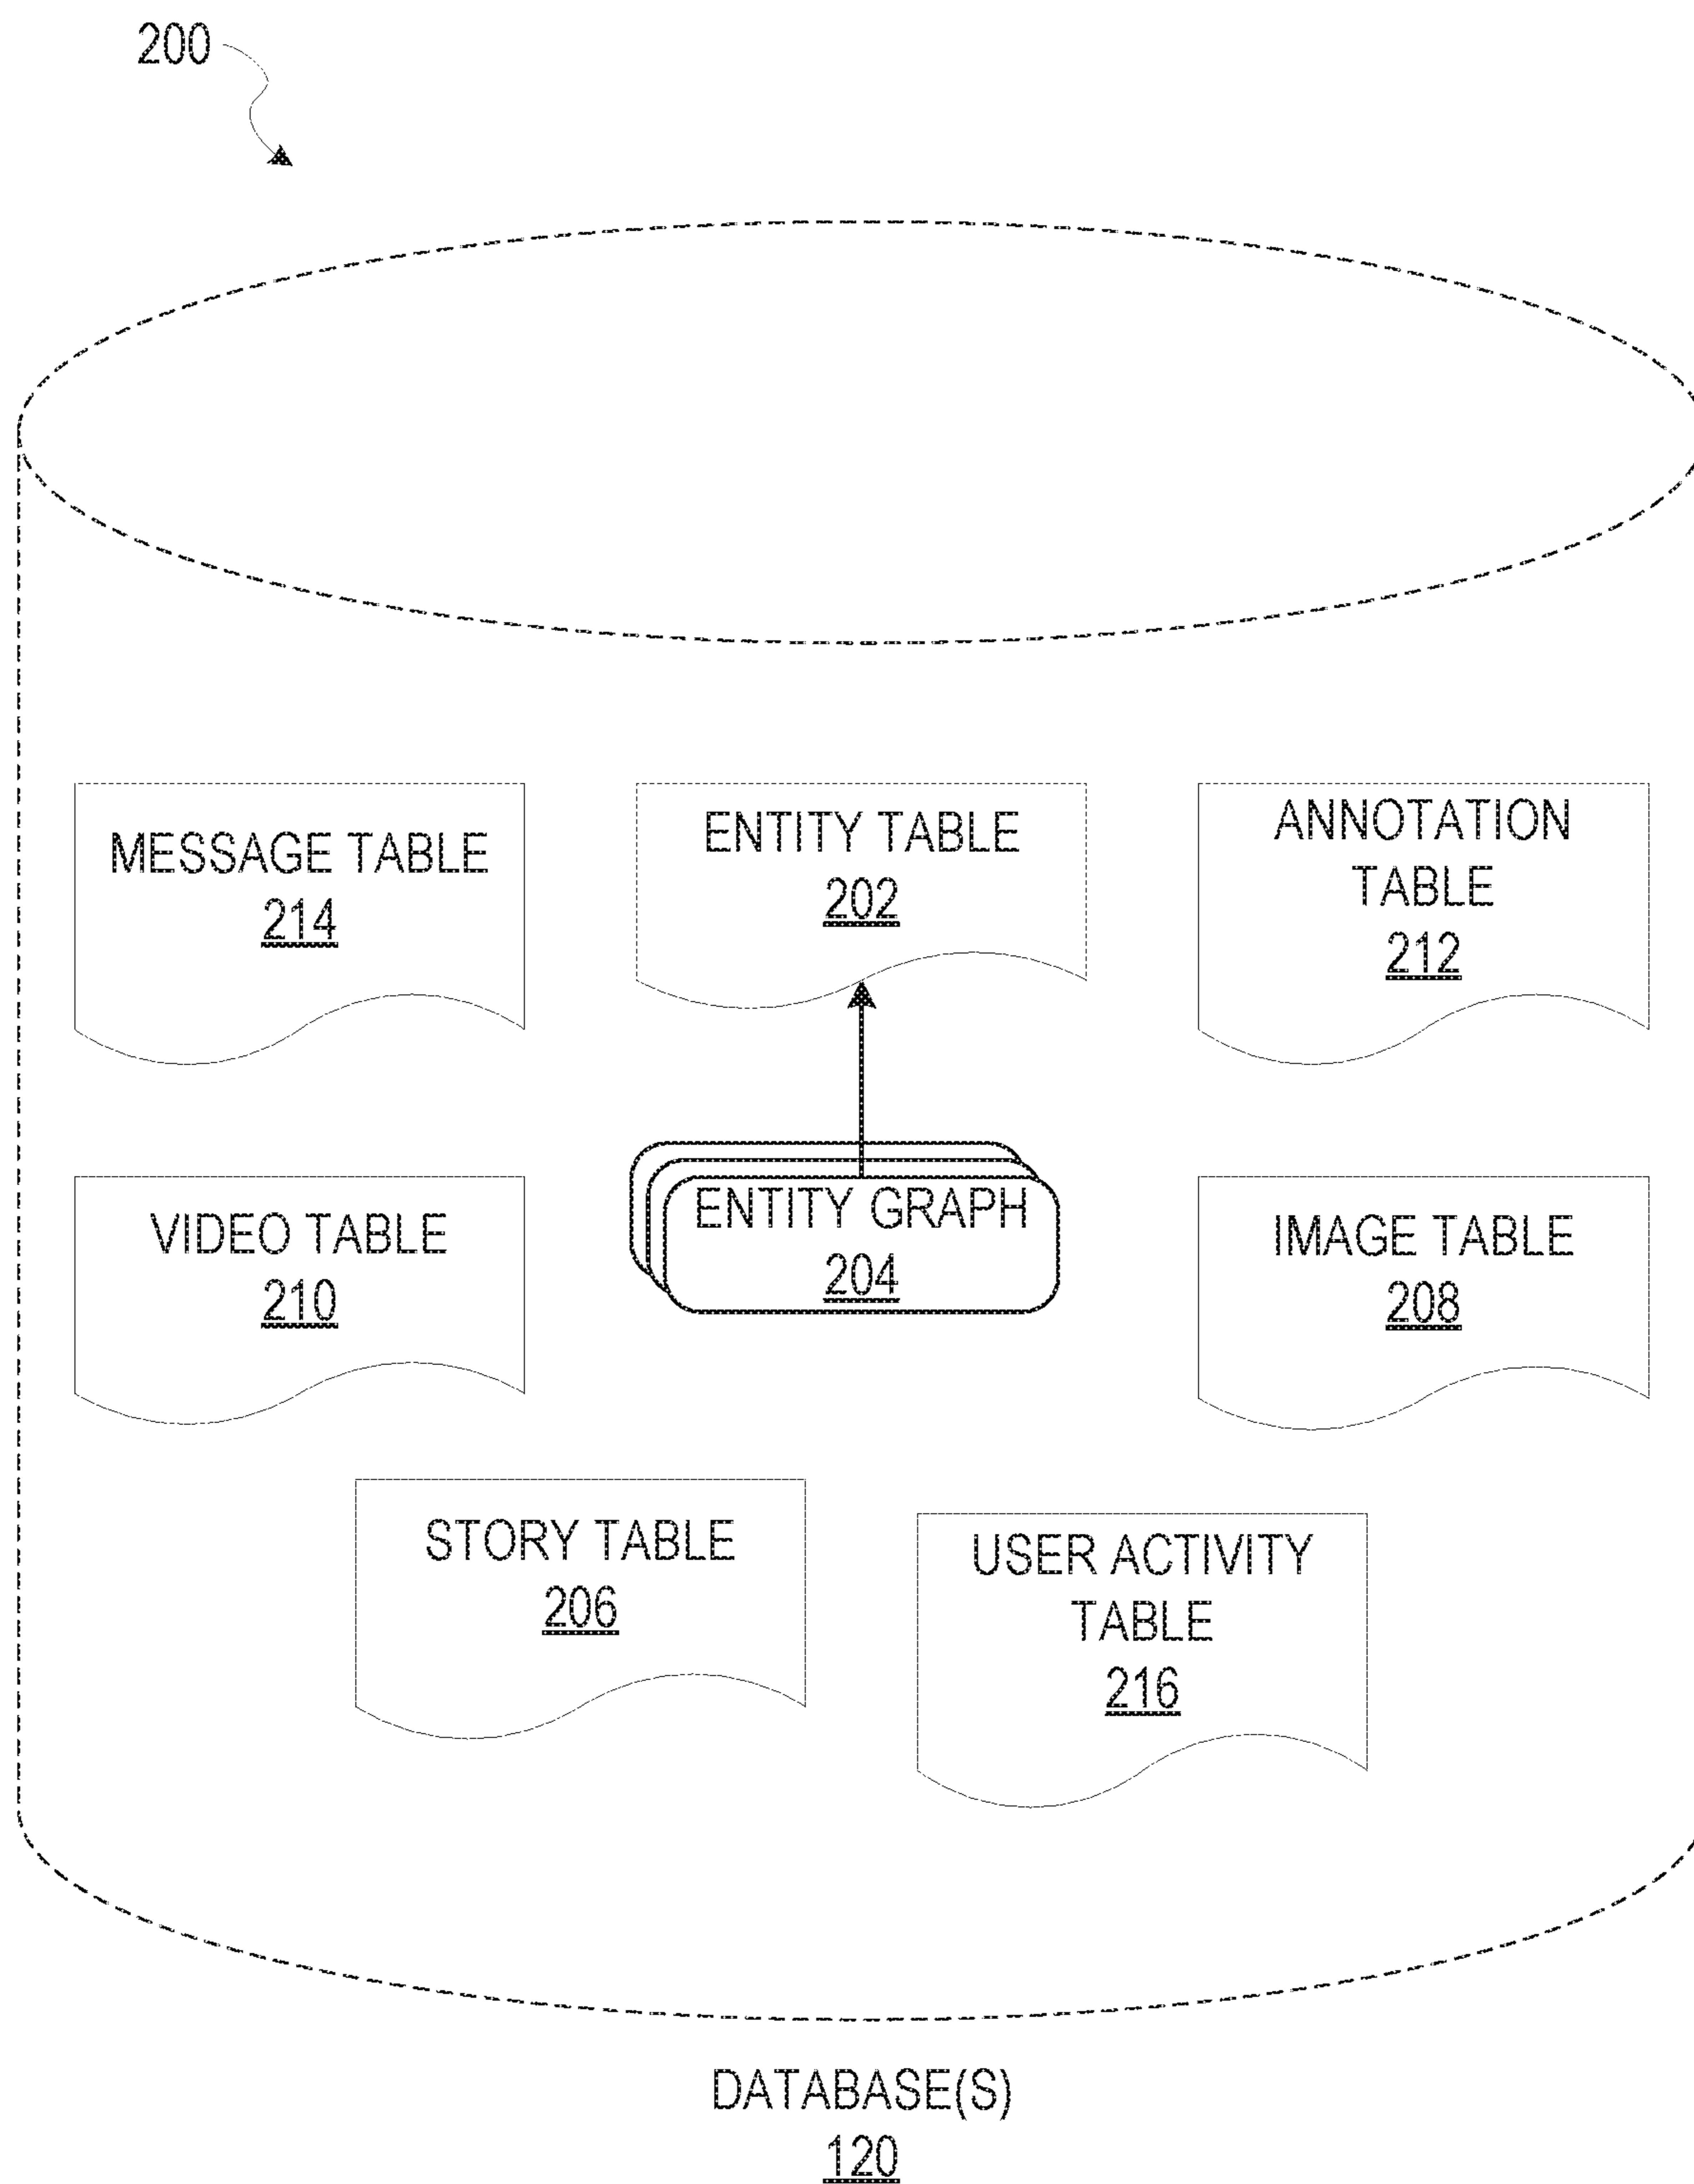 200
MESSAGE TABLE
214
ENTITY TABLE
202
ANNOTATION
TABLE
212
VIDEO TABLE
210
ENTITY GRAPH
204
IMAGE TABLE
208
STORY TABLE
206
USER ACTIVITY
TABLE
216
DATABASE(S)
120